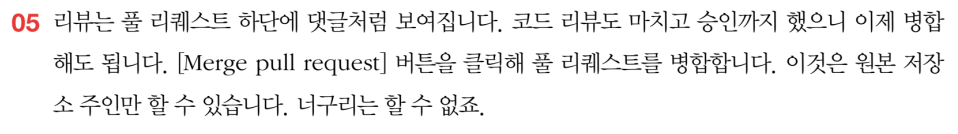 05 리뷰는 풀 리퀘스트 하단에 댓글처럼 보여집니다. 코드 리뷰도 마치고 승인까지 했으니 이제 병합
해도 됩니다. [Merge pull request] 버튼을 클릭해 풀 리퀘스트를 병합합니다. 이것은 원본 저장
소 주인만 할 수 있습니다. 너구리는 할 수 없죠.